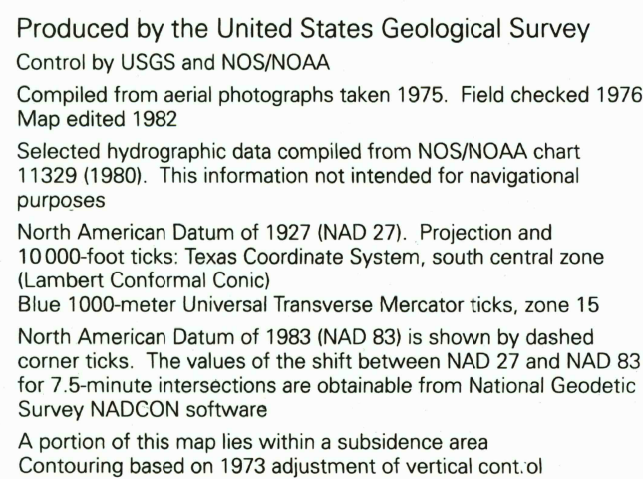 Produced by the United States Geological Survey
Control by USGS and NOS/NOAA
Compiled from aerial photographs taken 1975. Field checked 1976
Map edited 1982
Selected hydrographic data compiled from NOS/NOAA chart
11329 (1980). This information not intended for navigational
purposes
North American Datum of 1927 (NAD 27). Projection and
10 000-foot ticks: Texas Coordinate System, south central zone
(Lambert Conformal Conic)
Blue 1000-meter Universal Transverse Mercator ticks, zone 15
North American Datum of 1983 (NAD 83) is shown by dashed
corner ticks. The values of the shift between NAD 27 and NAD 83
for 7.5-minute intersections are obtainable from National Geodetic
Survey NADCON software
A portion of this map lies within a subsidence area
Contouring based on 1973 adjustment of vertical control